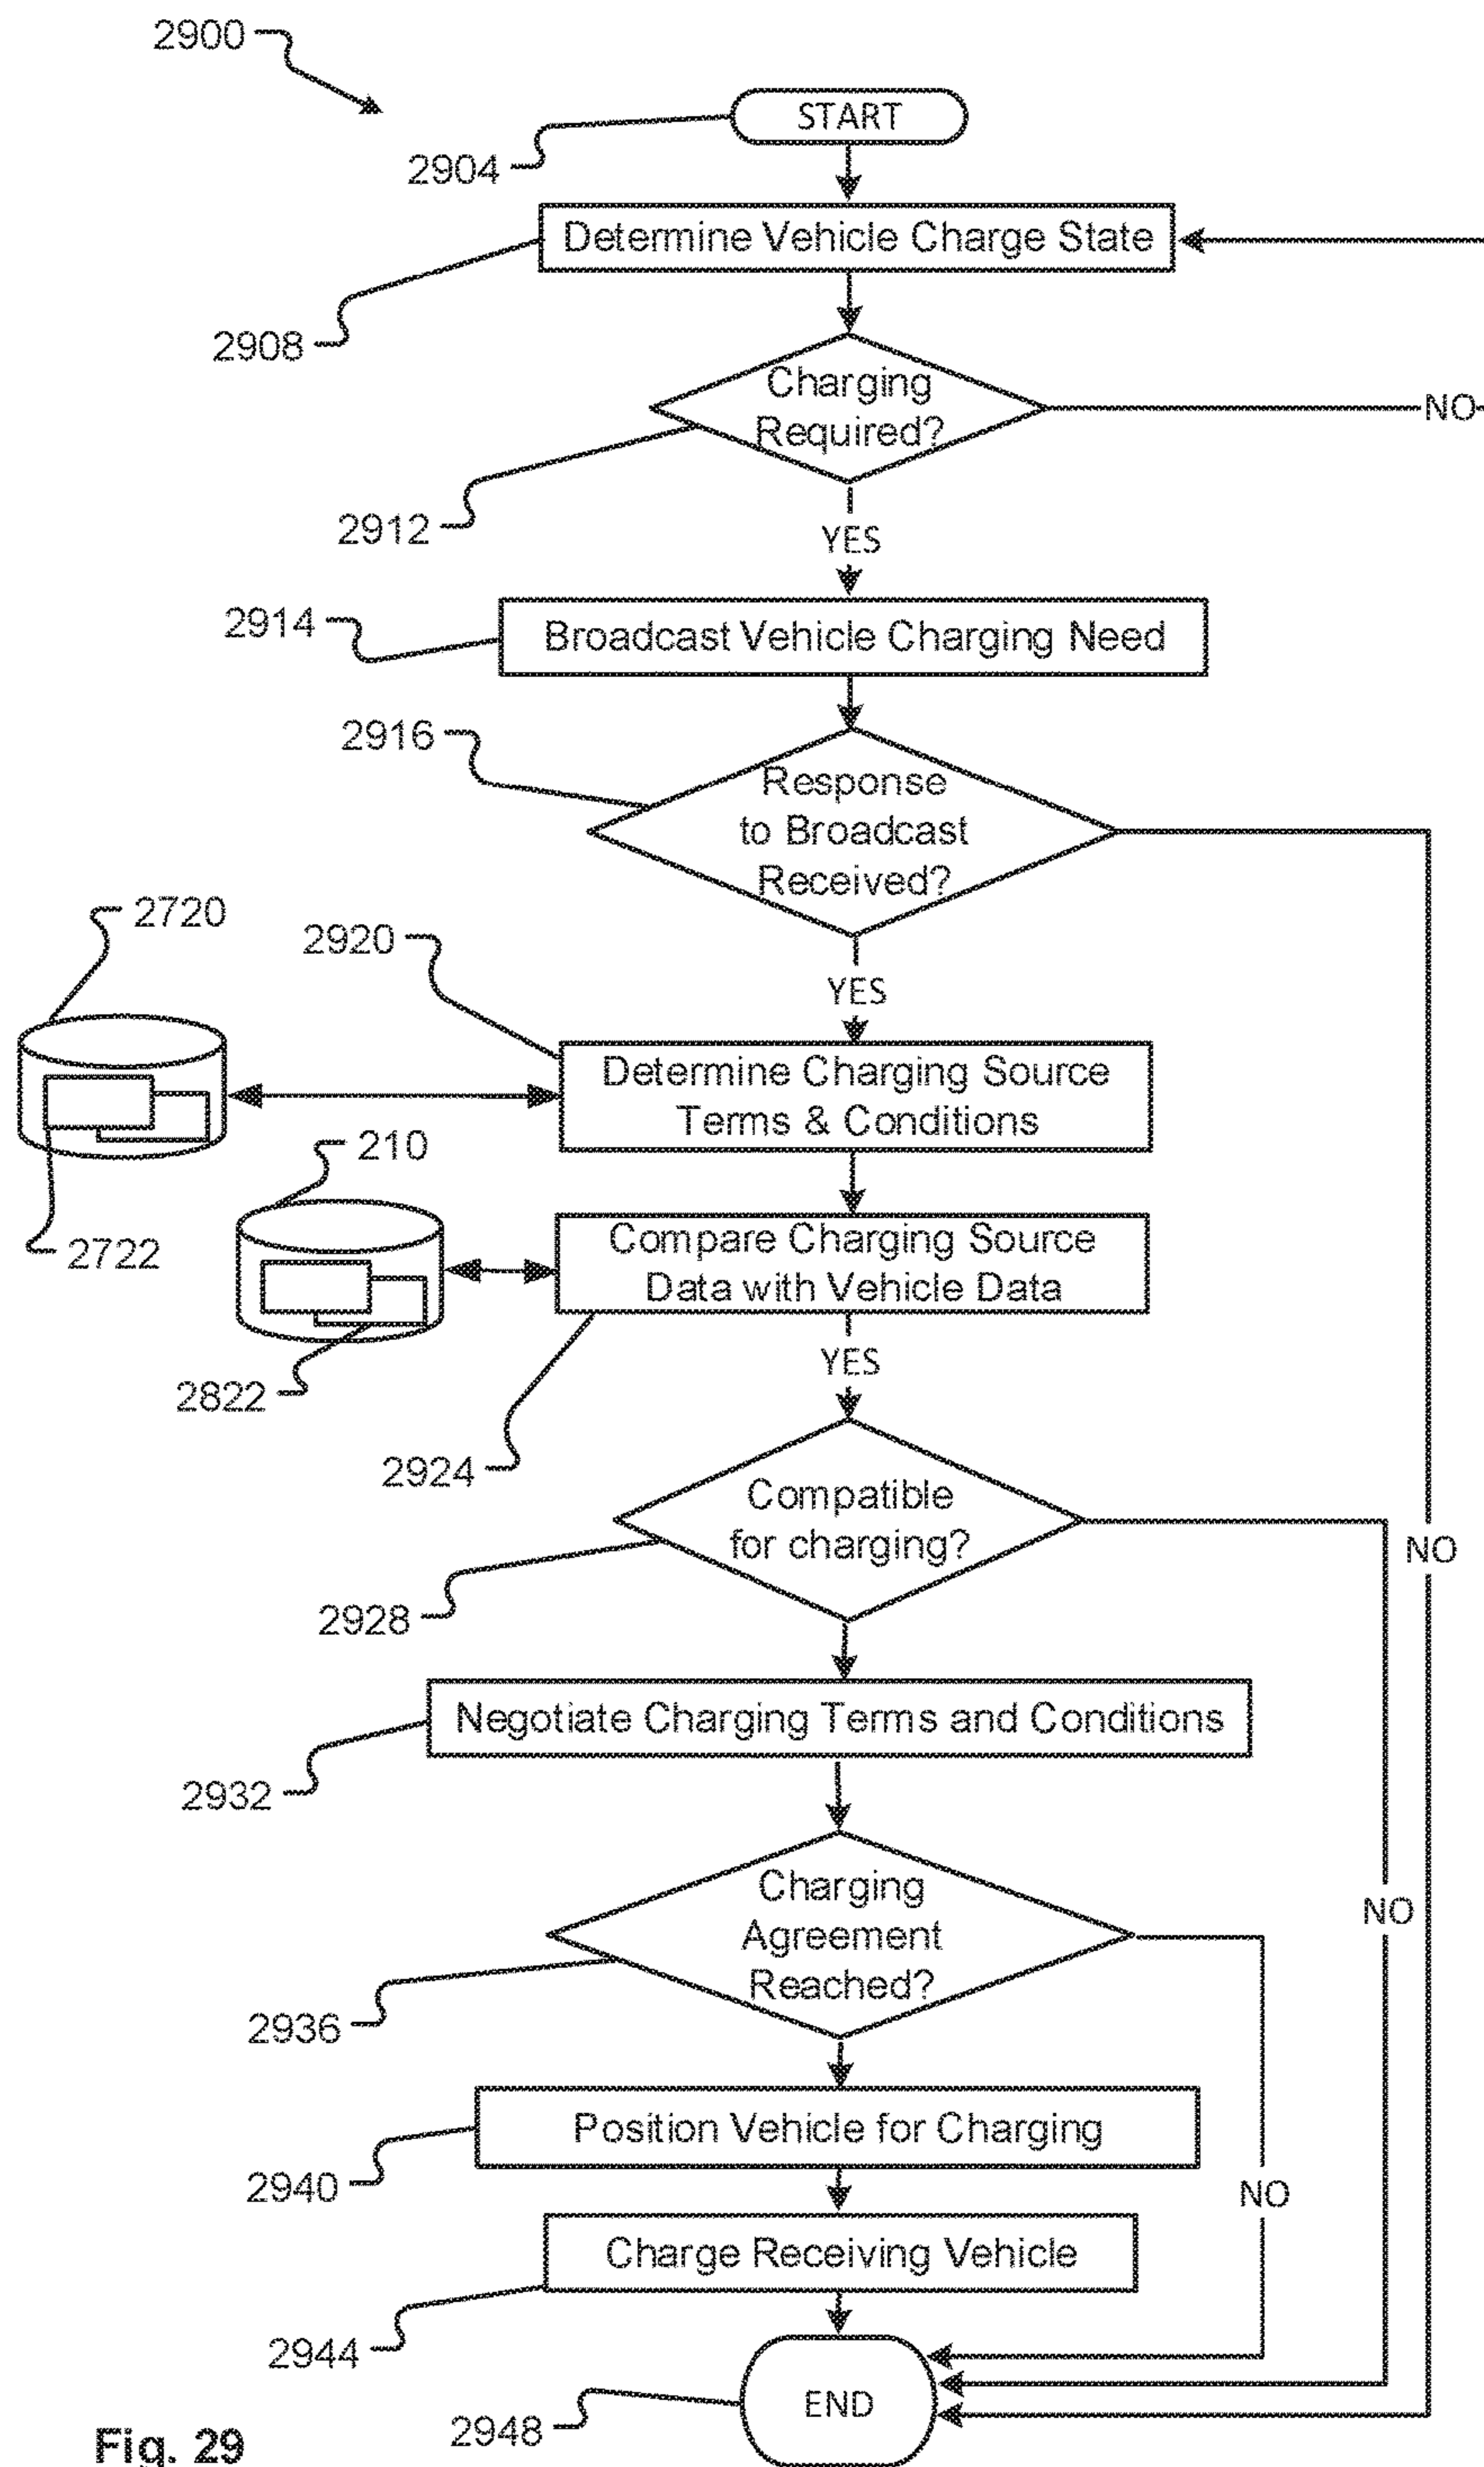 2900
START
2904
Determine Vehicle Charge State
2908
Charging
Required?
NO
2912
YES
2914
Broadcast Vehicle Charging Need
2916
Response
to Broadcast
Received?
2720
2920
YES
Determine Charging Source
Terms & Conditions
210
2722
Compare Charging Source
Data with Vehicle Data
YES
2822
2924
Compatible
for charging?
NO
2928
Negotiate Charging Terms and Conditions
2932
Charging
Agreement
Reached?
NO
2936
Position Vehicle for Charging
2940
NO
Charge Receiving Vehicle
2944
END
2948
Fig. 29